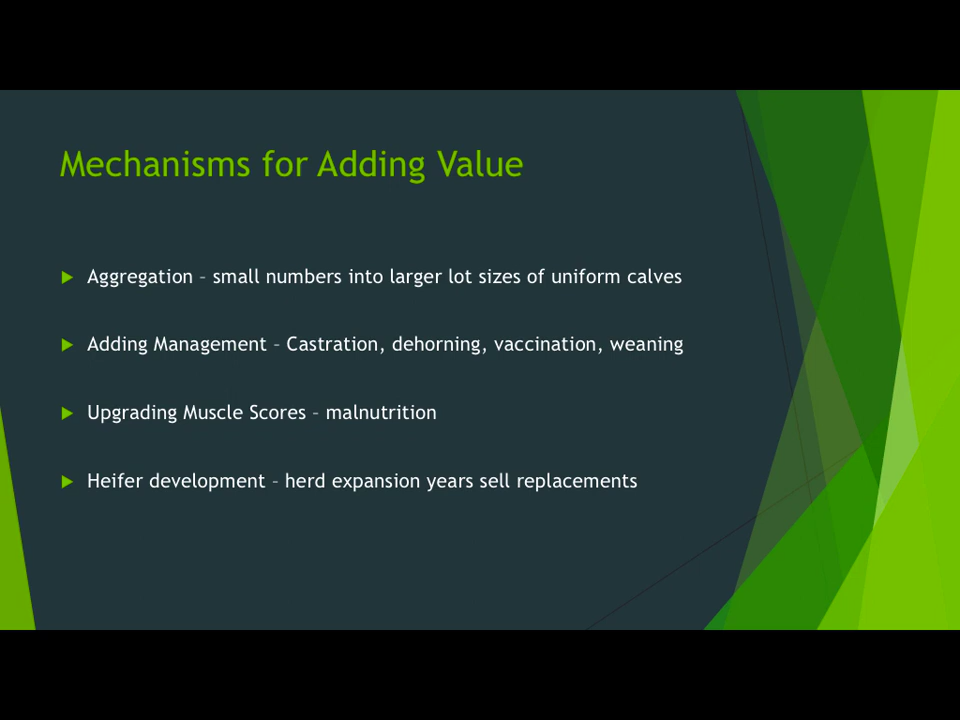 Mechanisms for Adding Value
Aggregation – small numbers into larger lot sizes of uniform calves
Adding Management – Castration, dehorning, vaccination, weaning
Upgrading Muscle Scores – malnutrition
Heifer development – herd expansion years sell replacements